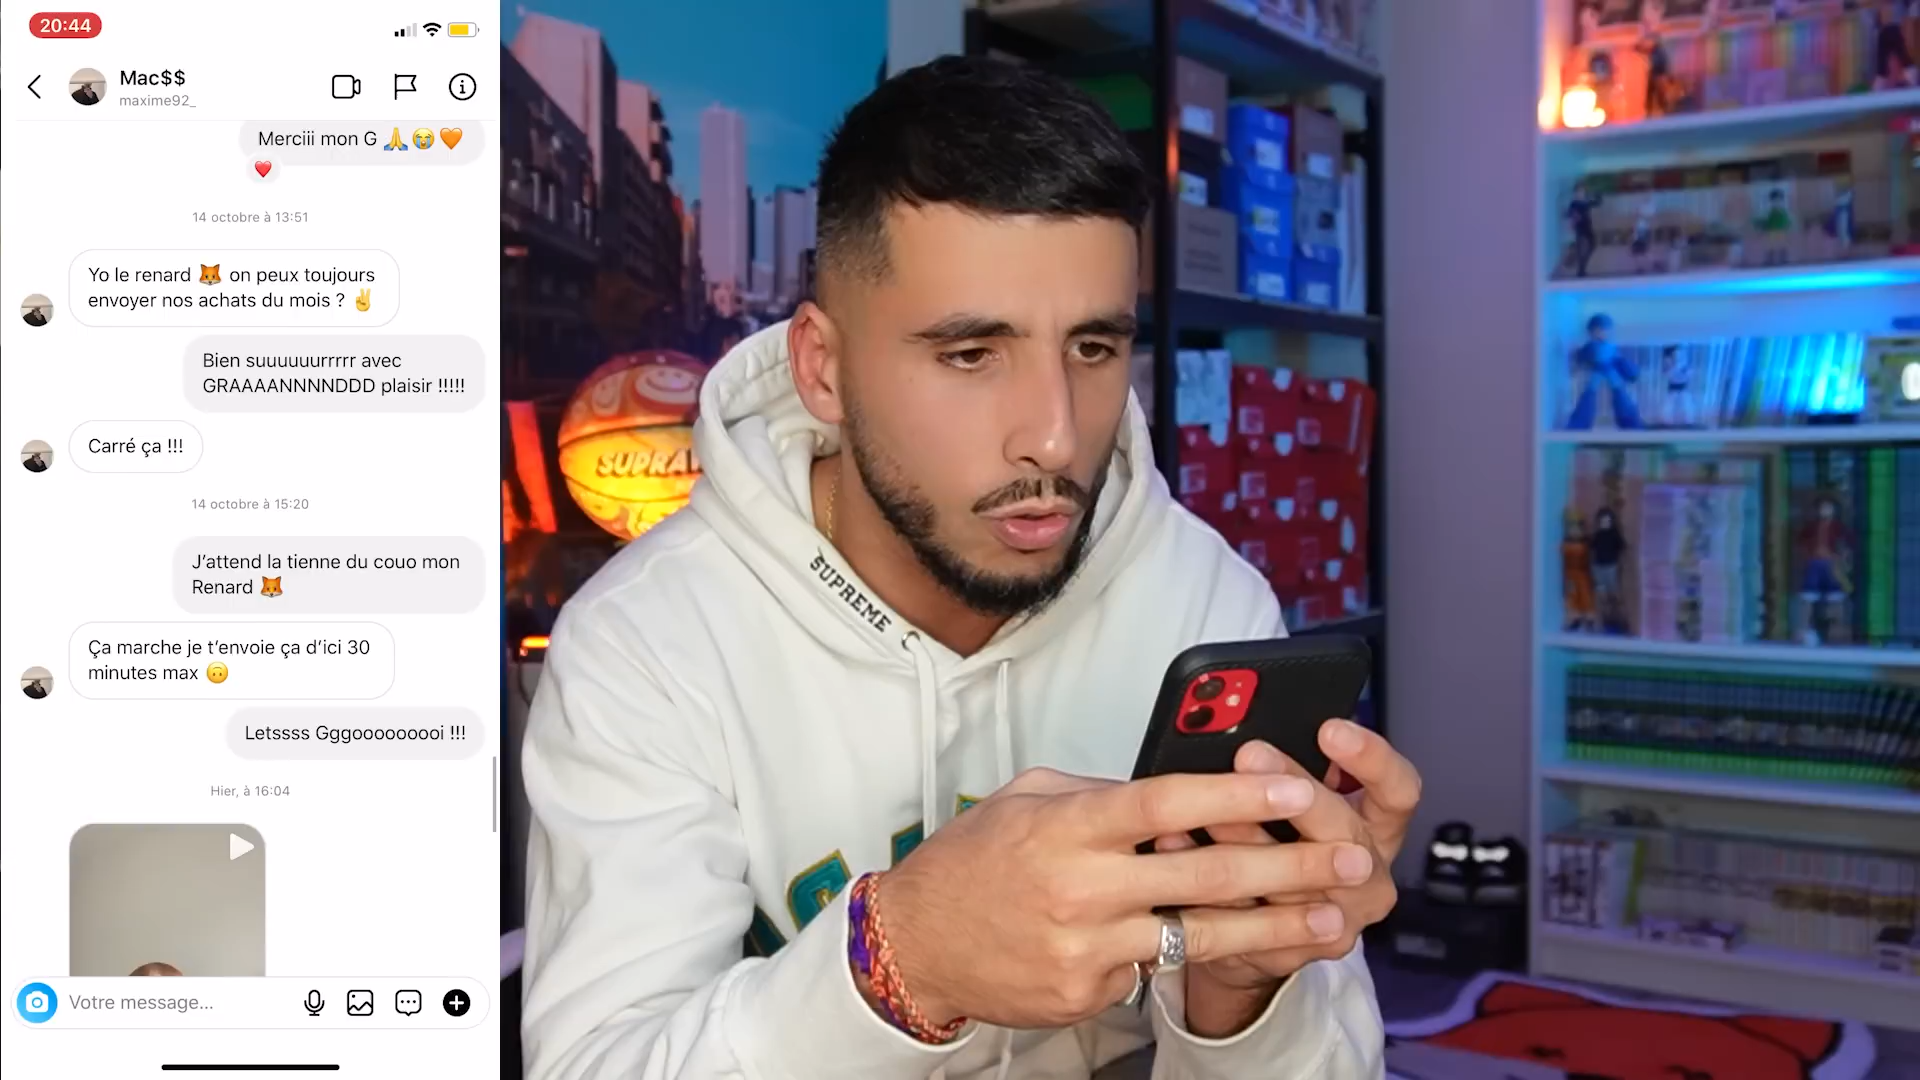 20:44
Mac$$
maxime92_
Merciii mon G 🙏😭🧡
❤️
14 octobre à 13:51
Yo le renard 🦊 on peux toujours
envoyer nos achats du mois ? ✌️
Bien suuuuuurrrrr avec
GRAAAANNNNDDD plaisir !!!!!
Carré ça !!!
14 octobre à 15:20
J’attend la tienne du couo mon
Renard 🦊
Ça marche je t’envoie ça d’ici 30
minutes max 🙃
Letssss Gggooooooooi !!!
Hier, à 16:04
Votre message...
SUPREME